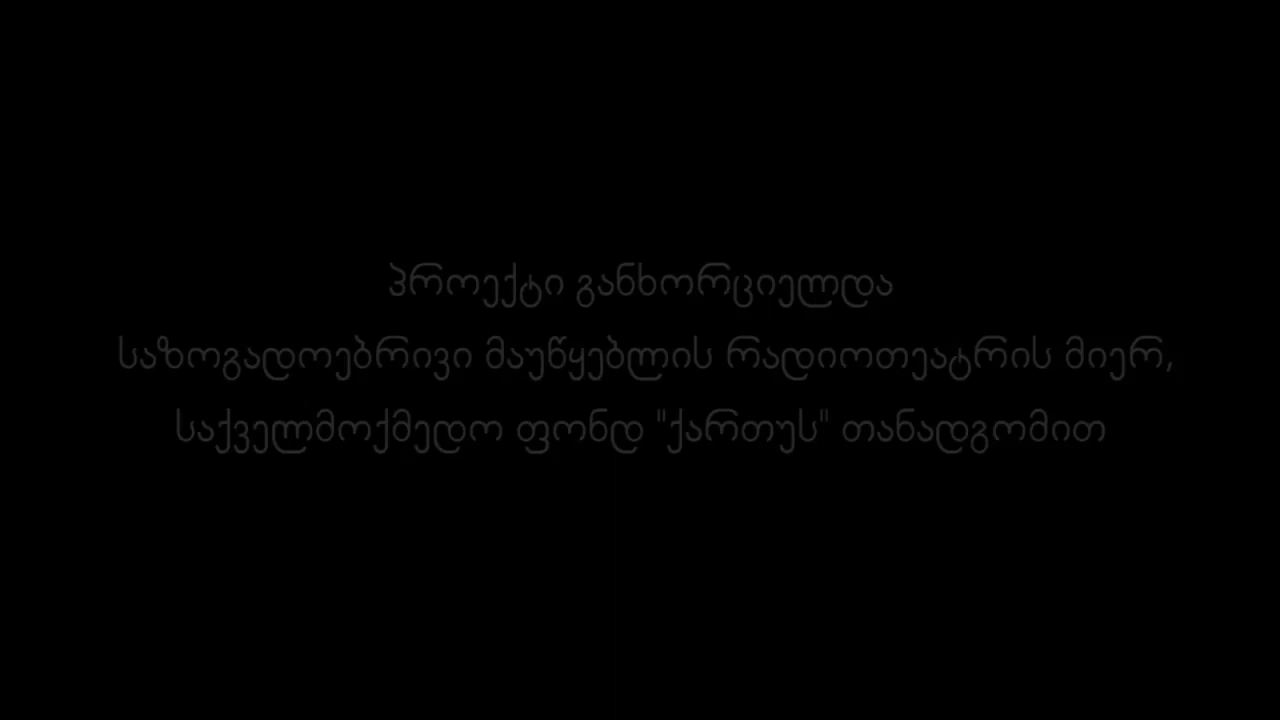 პროექტი განხორციელდა
საზოგადოებრივი მაუწყებლის რადიოთეატრის მიერ,
საქველმოქმედო ფონდ "ქართუს" თანადგომით